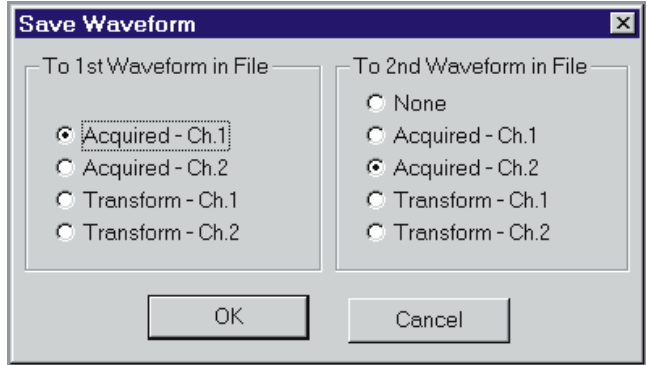 Save Waveform
To 1st Waveform in File
Acquired - Ch.1
Acquired - Ch.2
Transform - Ch.1
Transform - Ch.2
To 2nd Waveform in File
None
Acquired - Ch.1
Acquired - Ch.2
Transform - Ch.1
Transform - Ch.2
OK
Cancel